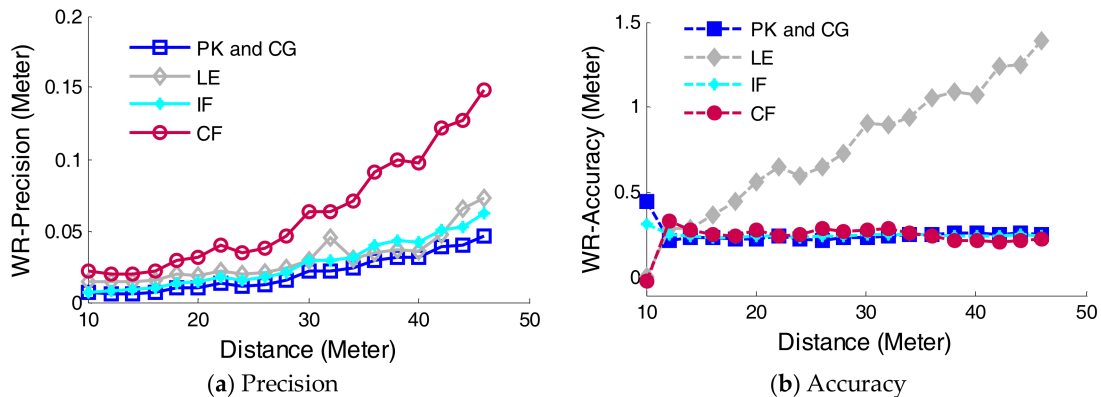 0.2
0.15
0.1
0.05
0
WR-Precision (Meter)
PK and CG
LE
IF
CF
10 20 30 40 50
Distance (Meter)
(a) Precision
1.5
1
0.5
0
WR-Accuracy (Meter)
PK and CG
LE
IF
CF
10 20 30 40 50
Distance (Meter)
(b) Accuracy